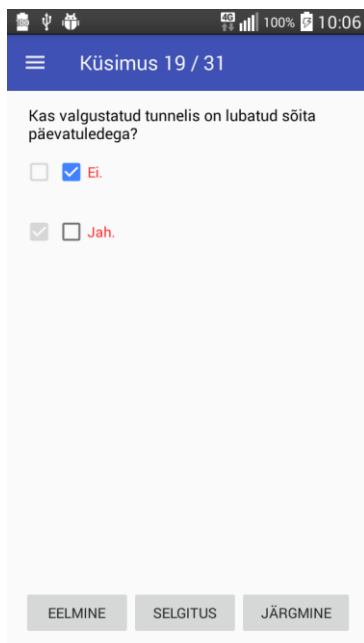 4G 100% 10:06
Küsimus 19 / 31
Kas valgustatud tunnelis on lubatud sõita
päevatuledega?
Ei.
Jah.
EELMINE SELGITUS JÄRGMINE